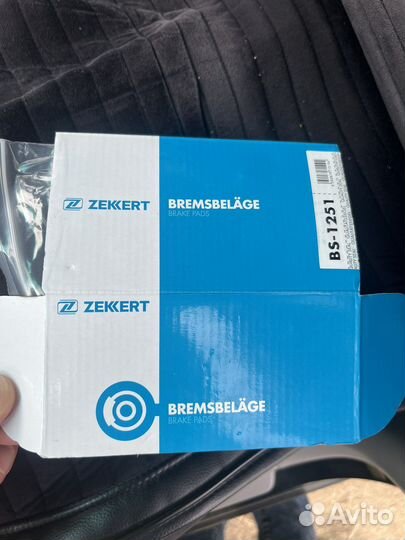 ZEKKERT
BREMSBELÄGE
BRAKE PADS
BS-1251
ZEKKERT
BREMSBELÄGE
BRAKE PADS
Avito